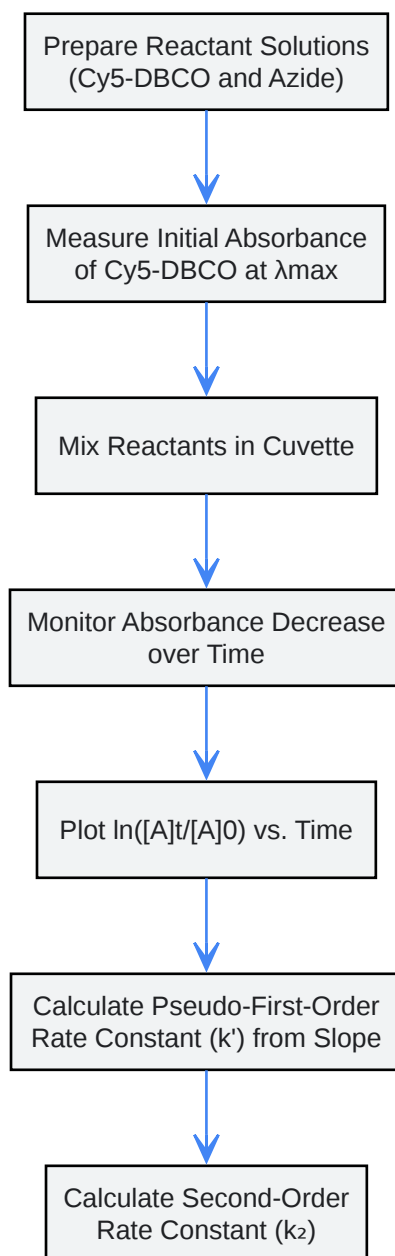 Prepare Reactant Solutions
(Cy5-DBCO and Azide)
Measure Initial Absorbance
of Cy5-DBCO at λmax
Mix Reactants in Cuvette
Monitor Absorbance Decrease
over Time
Plot ln([A]t/[A]0) vs. Time
Calculate Pseudo-First-Order
Rate Constant (k') from Slope
Calculate Second-Order
Rate Constant (k₂)